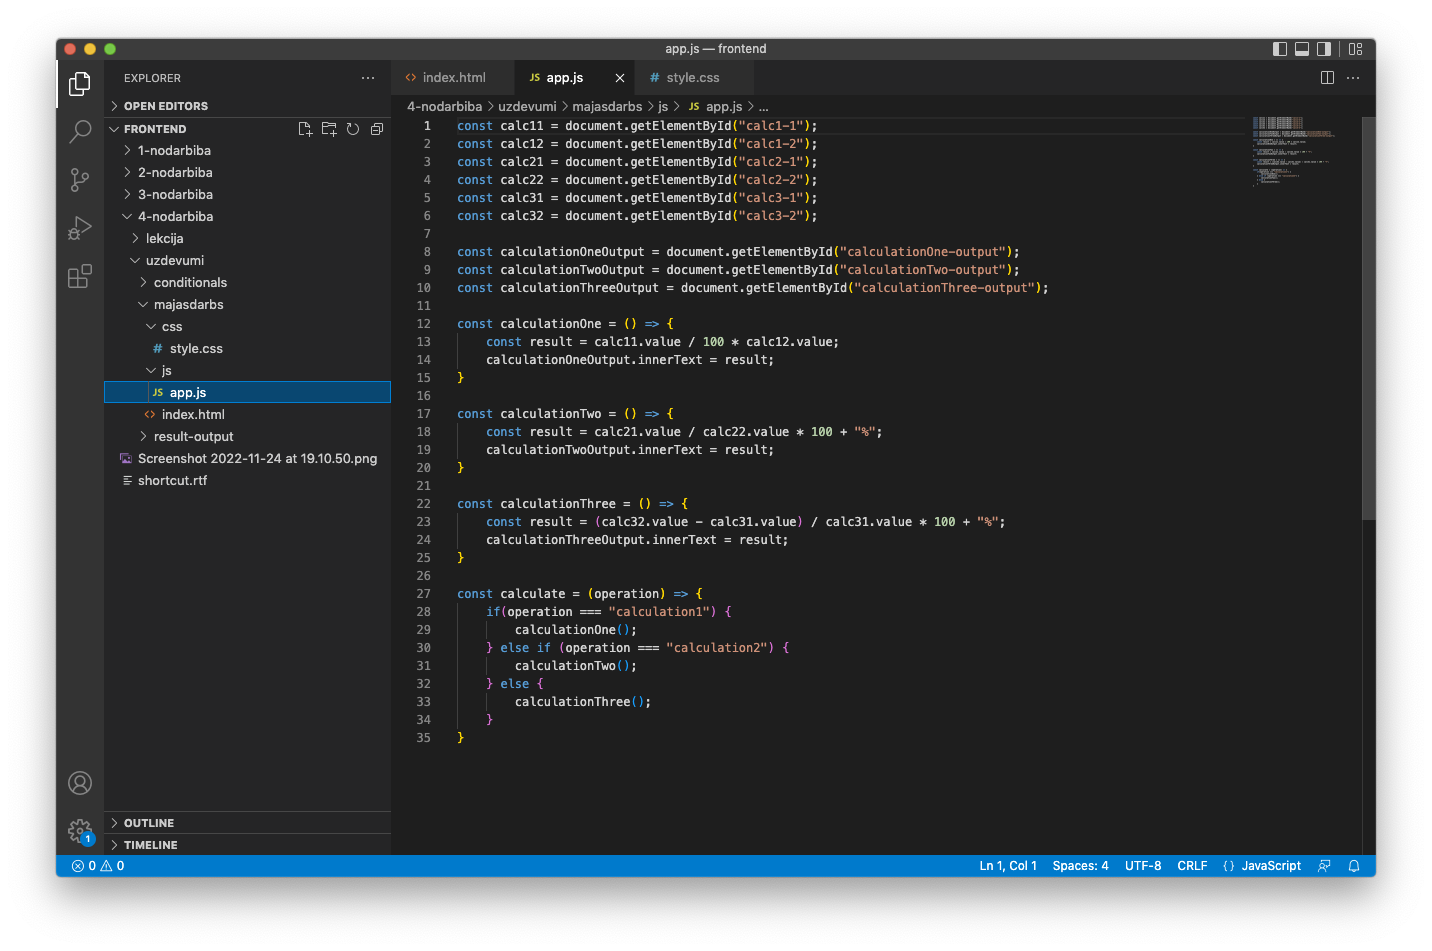 app.js — frontend
EXPLORER
OPEN EDITORS
FRONTEND
1-nodarbiba
2-nodarbiba
3-nodarbiba
4-nodarbiba
lekcija
uzdevumi
conditionals
majasdarbs
css
# style.css
js
JS app.js
<> index.html
result-output
Screenshot 2022-11-24 at 19.10.50.png
shortcut.rtf
OUTLINE
TIMELINE
<> index.html JS app.js # style.css
4-nodarbiba > uzdevumi > majasdarbs > js > JS app.js > ...
1 const calc11 = document.getElementById("calc1-1");
2 const calc12 = document.getElementById("calc1-2");
3 const calc21 = document.getElementById("calc2-1");
4 const calc22 = document.getElementById("calc2-2");
5 const calc31 = document.getElementById("calc3-1");
6 const calc32 = document.getElementById("calc3-2");
7
8 const calculationOneOutput = document.getElementById("calculationOne-output");
9 const calculationTwoOutput = document.getElementById("calculationTwo-output");
10 const calculationThreeOutput = document.getElementById("calculationThree-output");
11
12 const calculationOne = () => {
13     const result = calc11.value / 100 * calc12.value;
14     calculationOneOutput.innerText = result;
15 }
16
17 const calculationTwo = () => {
18     const result = calc21.value / calc22.value * 100 + "%";
19     calculationTwoOutput.innerText = result;
20 }
21
22 const calculationThree = () => {
23     const result = (calc32.value - calc31.value) / calc31.value * 100 + "%";
24     calculationThreeOutput.innerText = result;
25 }
26
27 const calculate = (operation) => {
28     if(operation === "calculation1") {
29         calculationOne();
30     } else if (operation === "calculation2") {
31         calculationTwo();
32     } else {
33         calculationThree();
34     }
35 }
1
0 0 Ln 1, Col 1 Spaces: 4 UTF-8 CRLF {} JavaScript